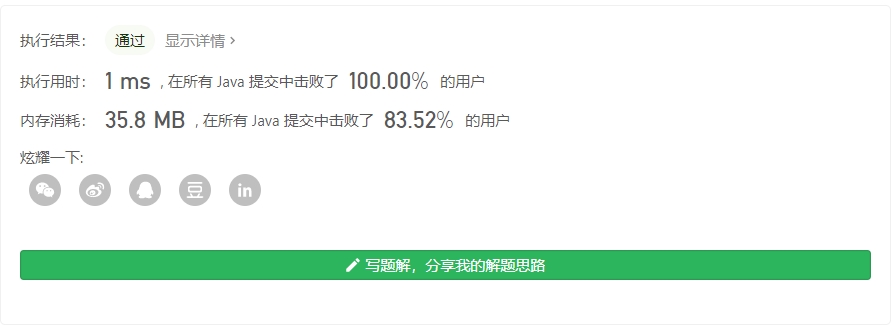 执行结果： 通过 显示详情 ›
执行用时： 1 ms ，在所有 Java 提交中击败了 100.00% 的用户
内存消耗： 35.8 MB ，在所有 Java 提交中击败了 83.52% 的用户
炫耀一下:
豆 in
写题解，分享我的解题思路